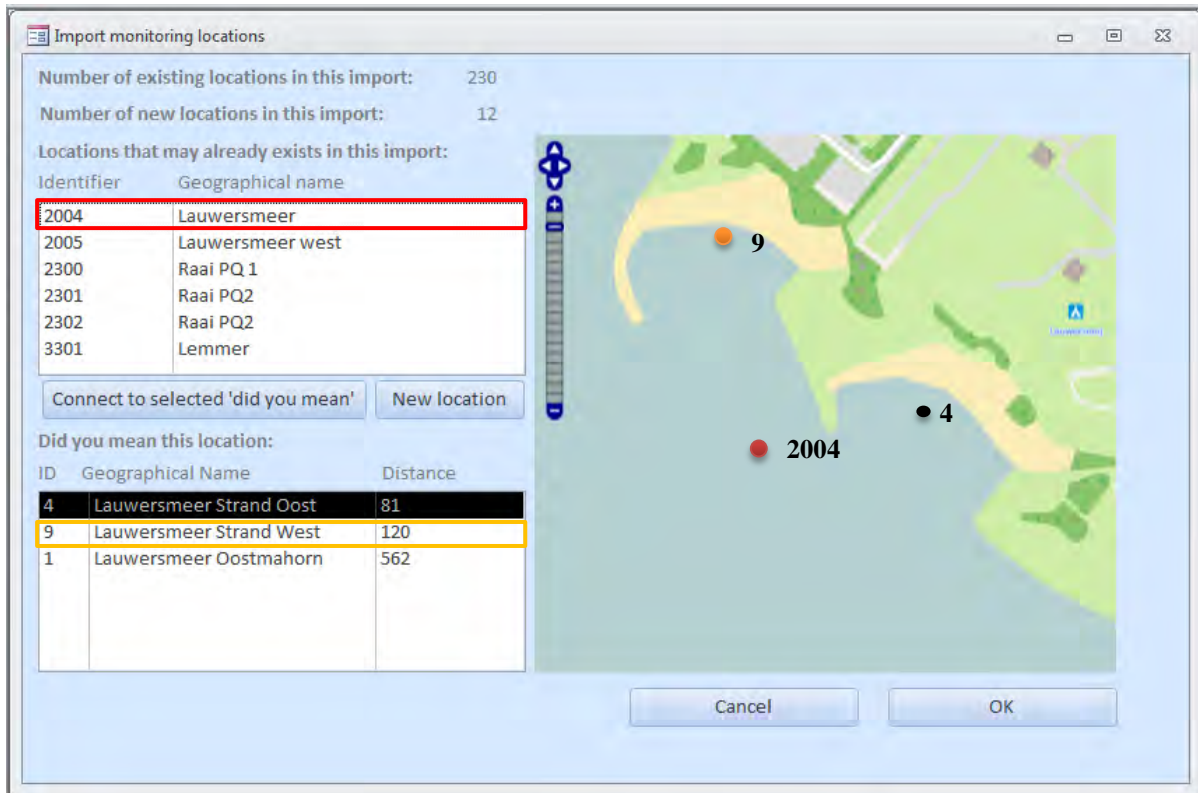 Import monitoring locations
Number of existing locations in this import: 230
Number of new locations in this import: 12
Locations that may already exists in this import:
Identifier Geographical name
2004 Lauwersmeer
2005 Lauwersmeer west
2300 Raai PQ 1
2301 Raai PQ2
2302 Raai PQ2
3301 Lemmer
Connect to selected 'did you mean' New location
Did you mean this location:
ID Geographical Name Distance
4 Lauwersmeer Strand Oost 81
9 Lauwersmeer Strand West 120
1 Lauwersmeer Oostmahorn 562
9
4
2004
Cancel OK